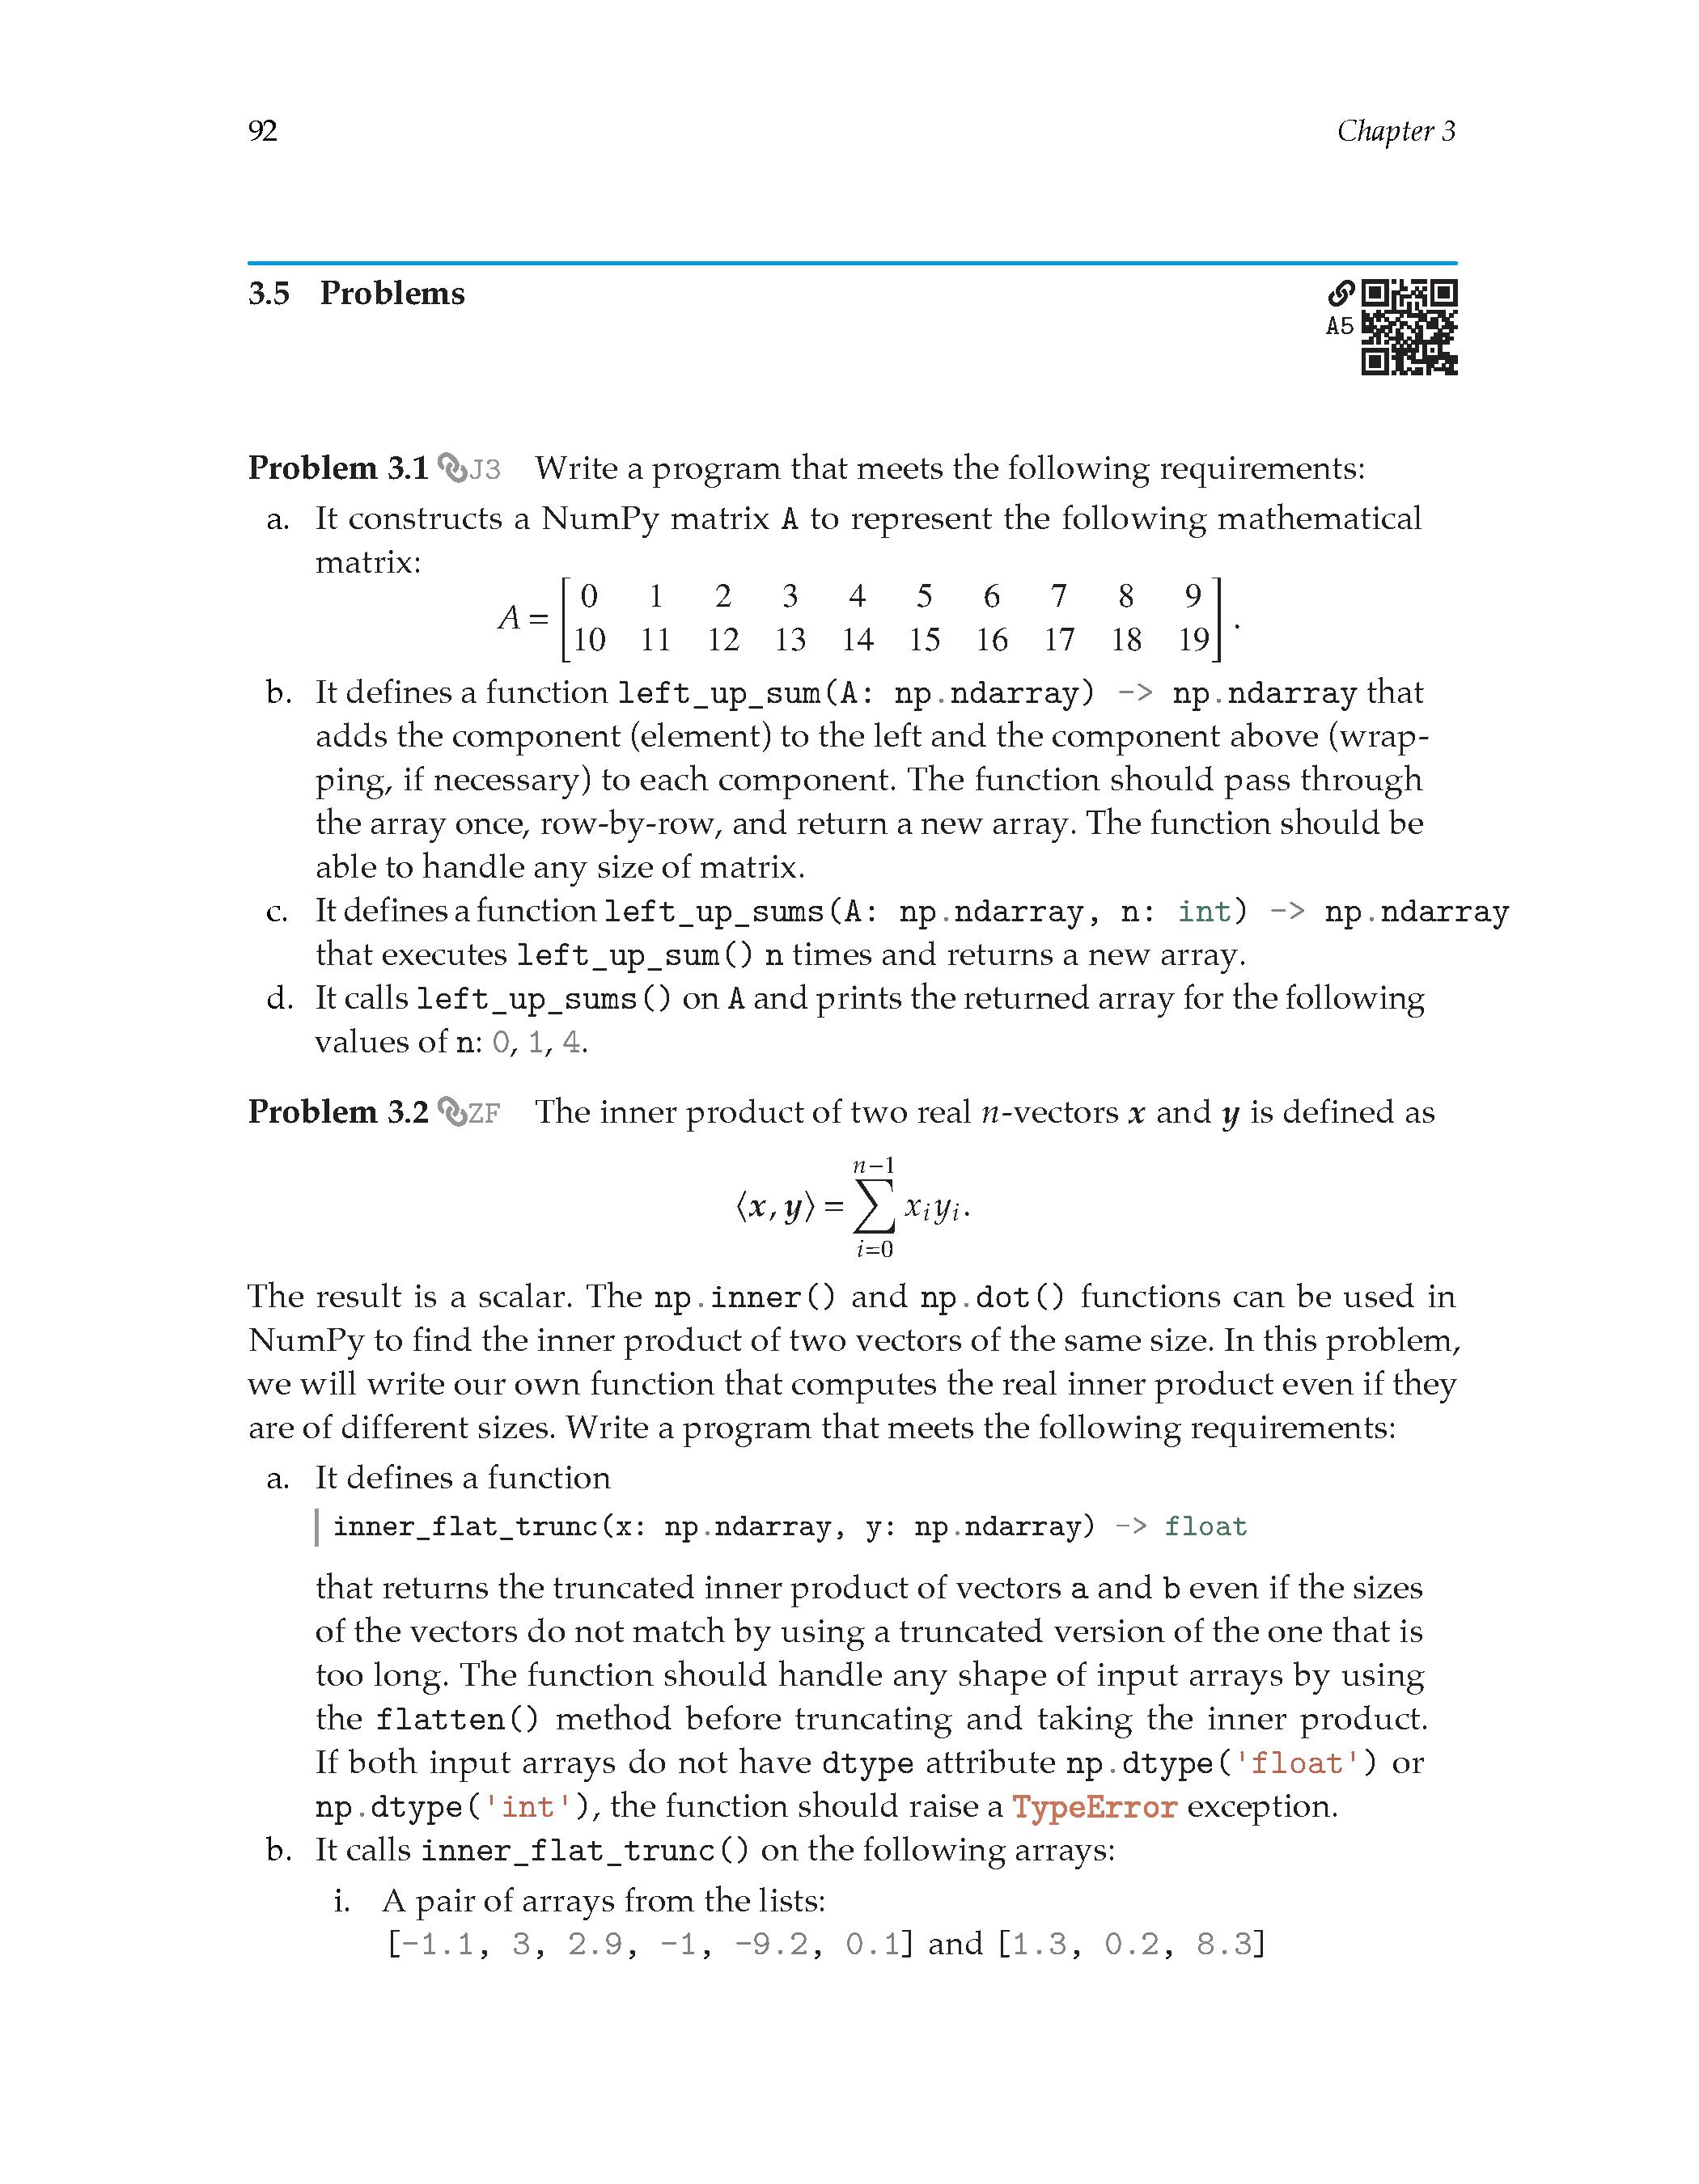 92
Chapter 3
3.5 Problems
A5
Problem 3.1 J3 Write a program that meets the following requirements:
a. It constructs a NumPy matrix A to represent the following mathematical
matrix:
A = [0 1 2 3 4 5 6 7 8 9
10 11 12 13 14 15 16 17 18 19].
b. It defines a function left_up_sum(A: np.ndarray) -> np.ndarray that
adds the component (element) to the left and the component above (wrap-
ping, if necessary) to each component. The function should pass through
the array once, row-by-row, and return a new array. The function should be
able to handle any size of matrix.
c. It defines a function left_up_sums(A: np.ndarray, n: int) -> np.ndarray
that executes left_up_sum() n times and returns a new array.
d. It calls left_up_sums() on A and prints the returned array for the following
values of n: 0, 1, 4.
Problem 3.2 ZF The inner product of two real n-vectors x and y is defined as
⟨x, y⟩ = ∑_{i=0}^{n−1} x_i y_i.
The result is a scalar. The np.inner() and np.dot() functions can be used in
NumPy to find the inner product of two vectors of the same size. In this problem,
we will write our own function that computes the real inner product even if they
are of different sizes. Write a program that meets the following requirements:
a. It defines a function
inner_flat_trunc(x: np.ndarray, y: np.ndarray) -> float
that returns the truncated inner product of vectors a and b even if the sizes
of the vectors do not match by using a truncated version of the one that is
too long. The function should handle any shape of input arrays by using
the flatten() method before truncating and taking the inner product.
If both input arrays do not have dtype attribute np.dtype('float') or
np.dtype('int'), the function should raise a TypeError exception.
b. It calls inner_flat_trunc() on the following arrays:
i. A pair of arrays from the lists:
[-1.1, 3, 2.9, -1, -9.2, 0.1] and [1.3, 0.2, 8.3]